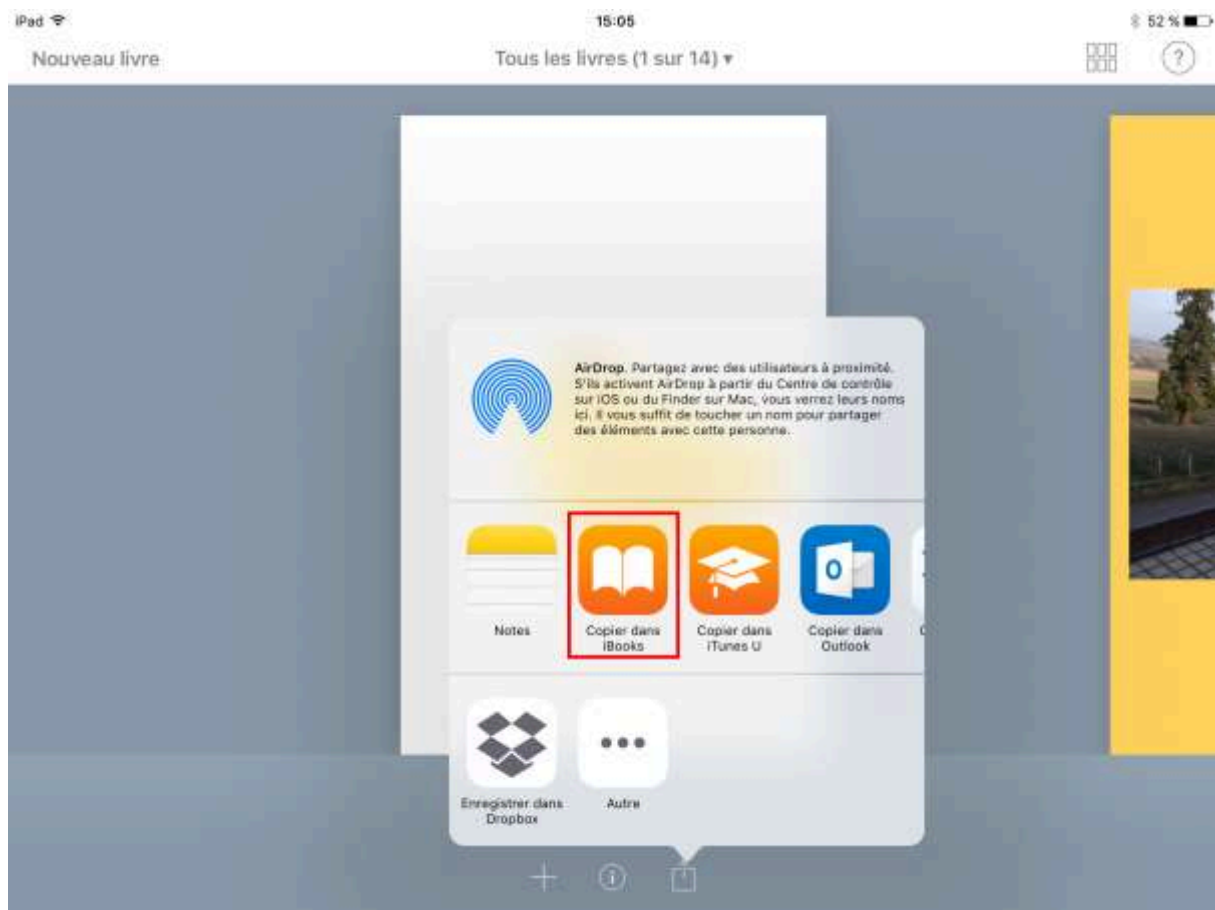 iPad 15:05 52 %
Nouveau livre Tous les livres (1 sur 14) ▾ ?
AirDrop. Partagez avec des utilisateurs à proximité.
S'ils activent AirDrop à partir du Centre de contrôle
sur iOS ou du Finder sur Mac, vous verrez leurs noms
ici. Il vous suffit de toucher un nom pour partager
des éléments avec cette personne.
Notes
Copier dans
iBooks
Copier dans
iTunes U
Copier dans
Outlook
Enregistrer dans
Dropbox
Autre